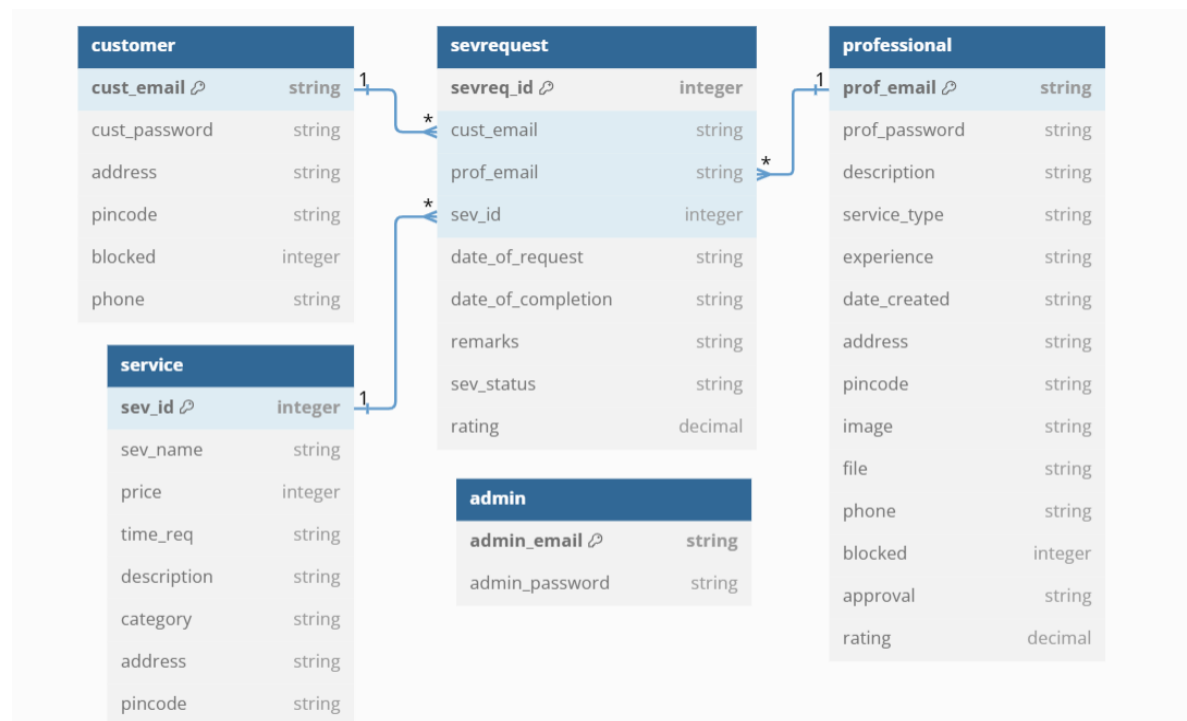 customer
cust_email string
cust_password string
address string
pincode string
blocked integer
phone string
1
*
sevrequest
sevreq_id integer
cust_email string
prof_email string
sev_id integer
date_of_request string
date_of_completion string
remarks string
sev_status string
rating decimal
*
*
1
professional
prof_email string
prof_password string
description string
service_type string
experience string
date_created string
address string
pincode string
image string
file string
phone string
blocked integer
approval string
rating decimal
service
sev_id integer
sev_name string
price integer
time_req string
description string
category string
address string
pincode string
1
admin
admin_email string
admin_password string